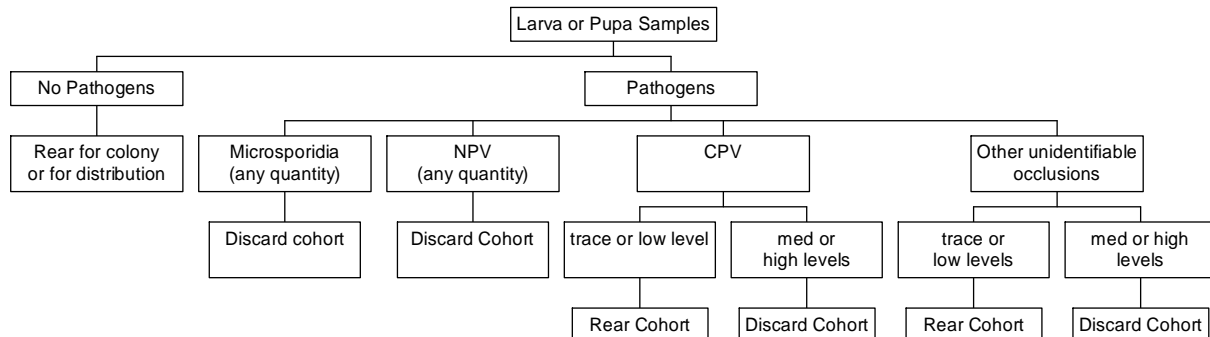 Larva or Pupa Samples
No Pathogens
Pathogens
Rear for colony
or for distribution
Microsporidia
(any quantity)
NPV
(any quantity)
CPV
Other unidentifiable
occlusions
Discard cohort
Discard Cohort
trace or low level
med or
high levels
trace or
low levels
med or high
levels
Rear Cohort
Discard Cohort
Rear Cohort
Discard Cohort